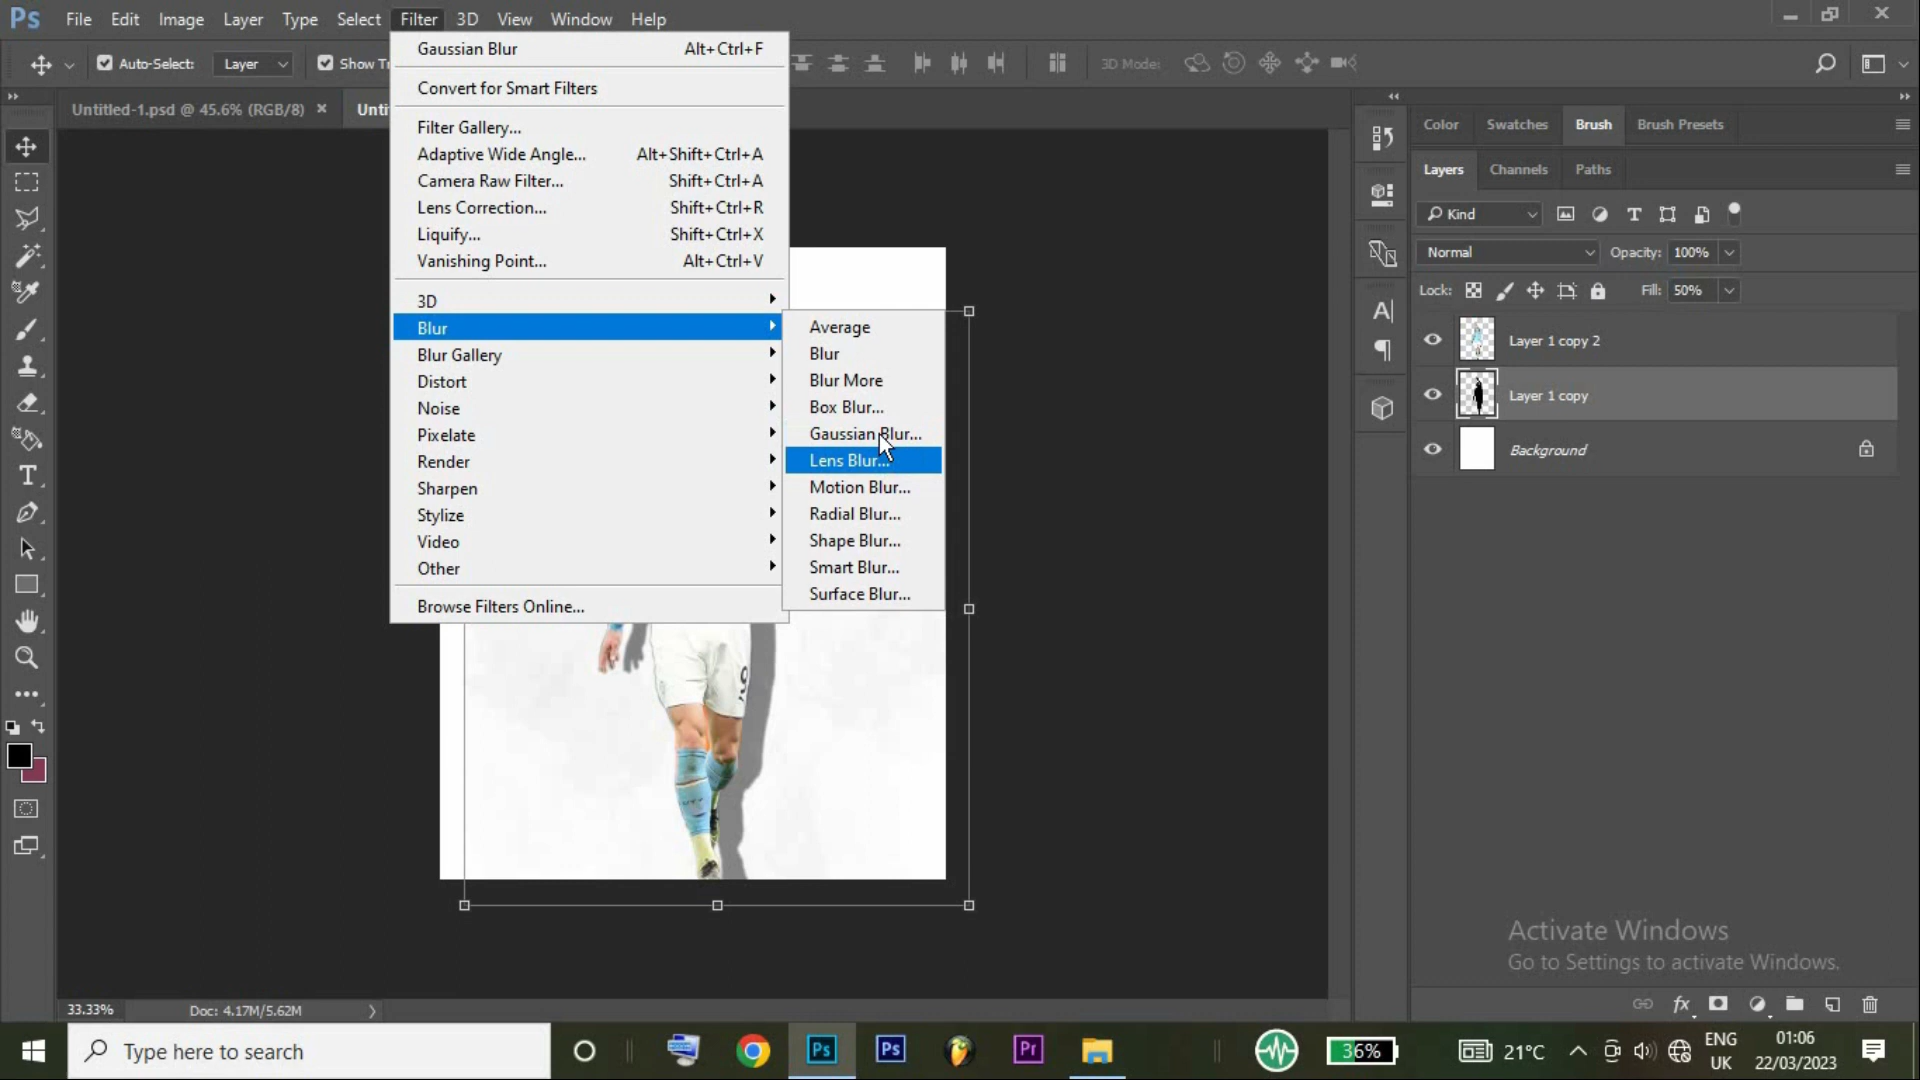 Ps File Edit Image Layer Type Select Filter 3D View Window Help
Auto-Select: Layer Show Tr 3D Mode:
Untitled-1.psd @ 45.6% (RGB/8) × Unti
Gaussian Blur Alt+Ctrl+F
Convert for Smart Filters
Filter Gallery...
Adaptive Wide Angle... Alt+Shift+Ctrl+A
Camera Raw Filter... Shift+Ctrl+A
Lens Correction... Shift+Ctrl+R
Liquify... Shift+Ctrl+X
Vanishing Point... Alt+Ctrl+V
3D
Blur
Blur Gallery
Distort
Noise
Pixelate
Render
Sharpen
Stylize
Video
Other
Browse Filters Online...
Average
Blur
Blur More
Box Blur...
Gaussian Blur...
Lens Blur...
Motion Blur...
Radial Blur...
Shape Blur...
Smart Blur...
Surface Blur...
Color Swatches Brush Brush Presets
Layers Channels Paths
Kind
Normal Opacity: 100%
Lock: Fill: 50%
Layer 1 copy 2
Layer 1 copy
Background
9
Activate Windows
Go to Settings to activate Windows.
fx
33.33% Doc: 4.17M/5.62M
Type here to search
Ps Ps Pr
36% 21°C ENG 01:06
UK 22/03/2023